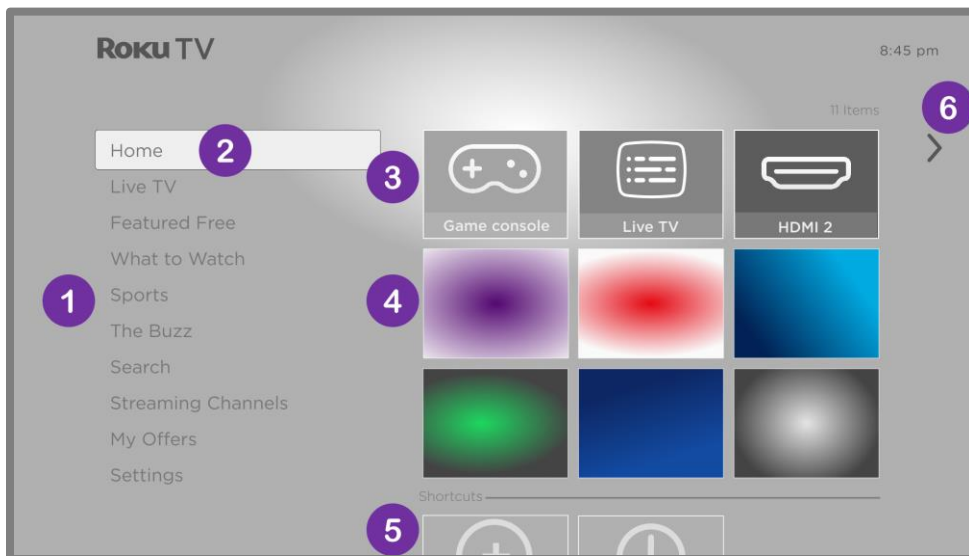 Roku TV
8:45 pm
11 Items
6
Home
2
Live TV
Featured Free
What to Watch
1
Sports
The Buzz
Search
Streaming Channels
My Offers
Settings
3
Game console
Live TV
HDMI 2
4
Shortcuts
5